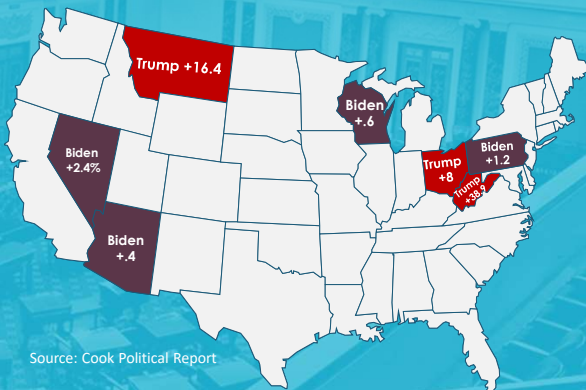 Trump +16.4
Biden
+.6
Biden
+2.4%
Trump
+8
Biden
+1.2
Trump
+38.9
Biden
+.4
Source: Cook Political Report